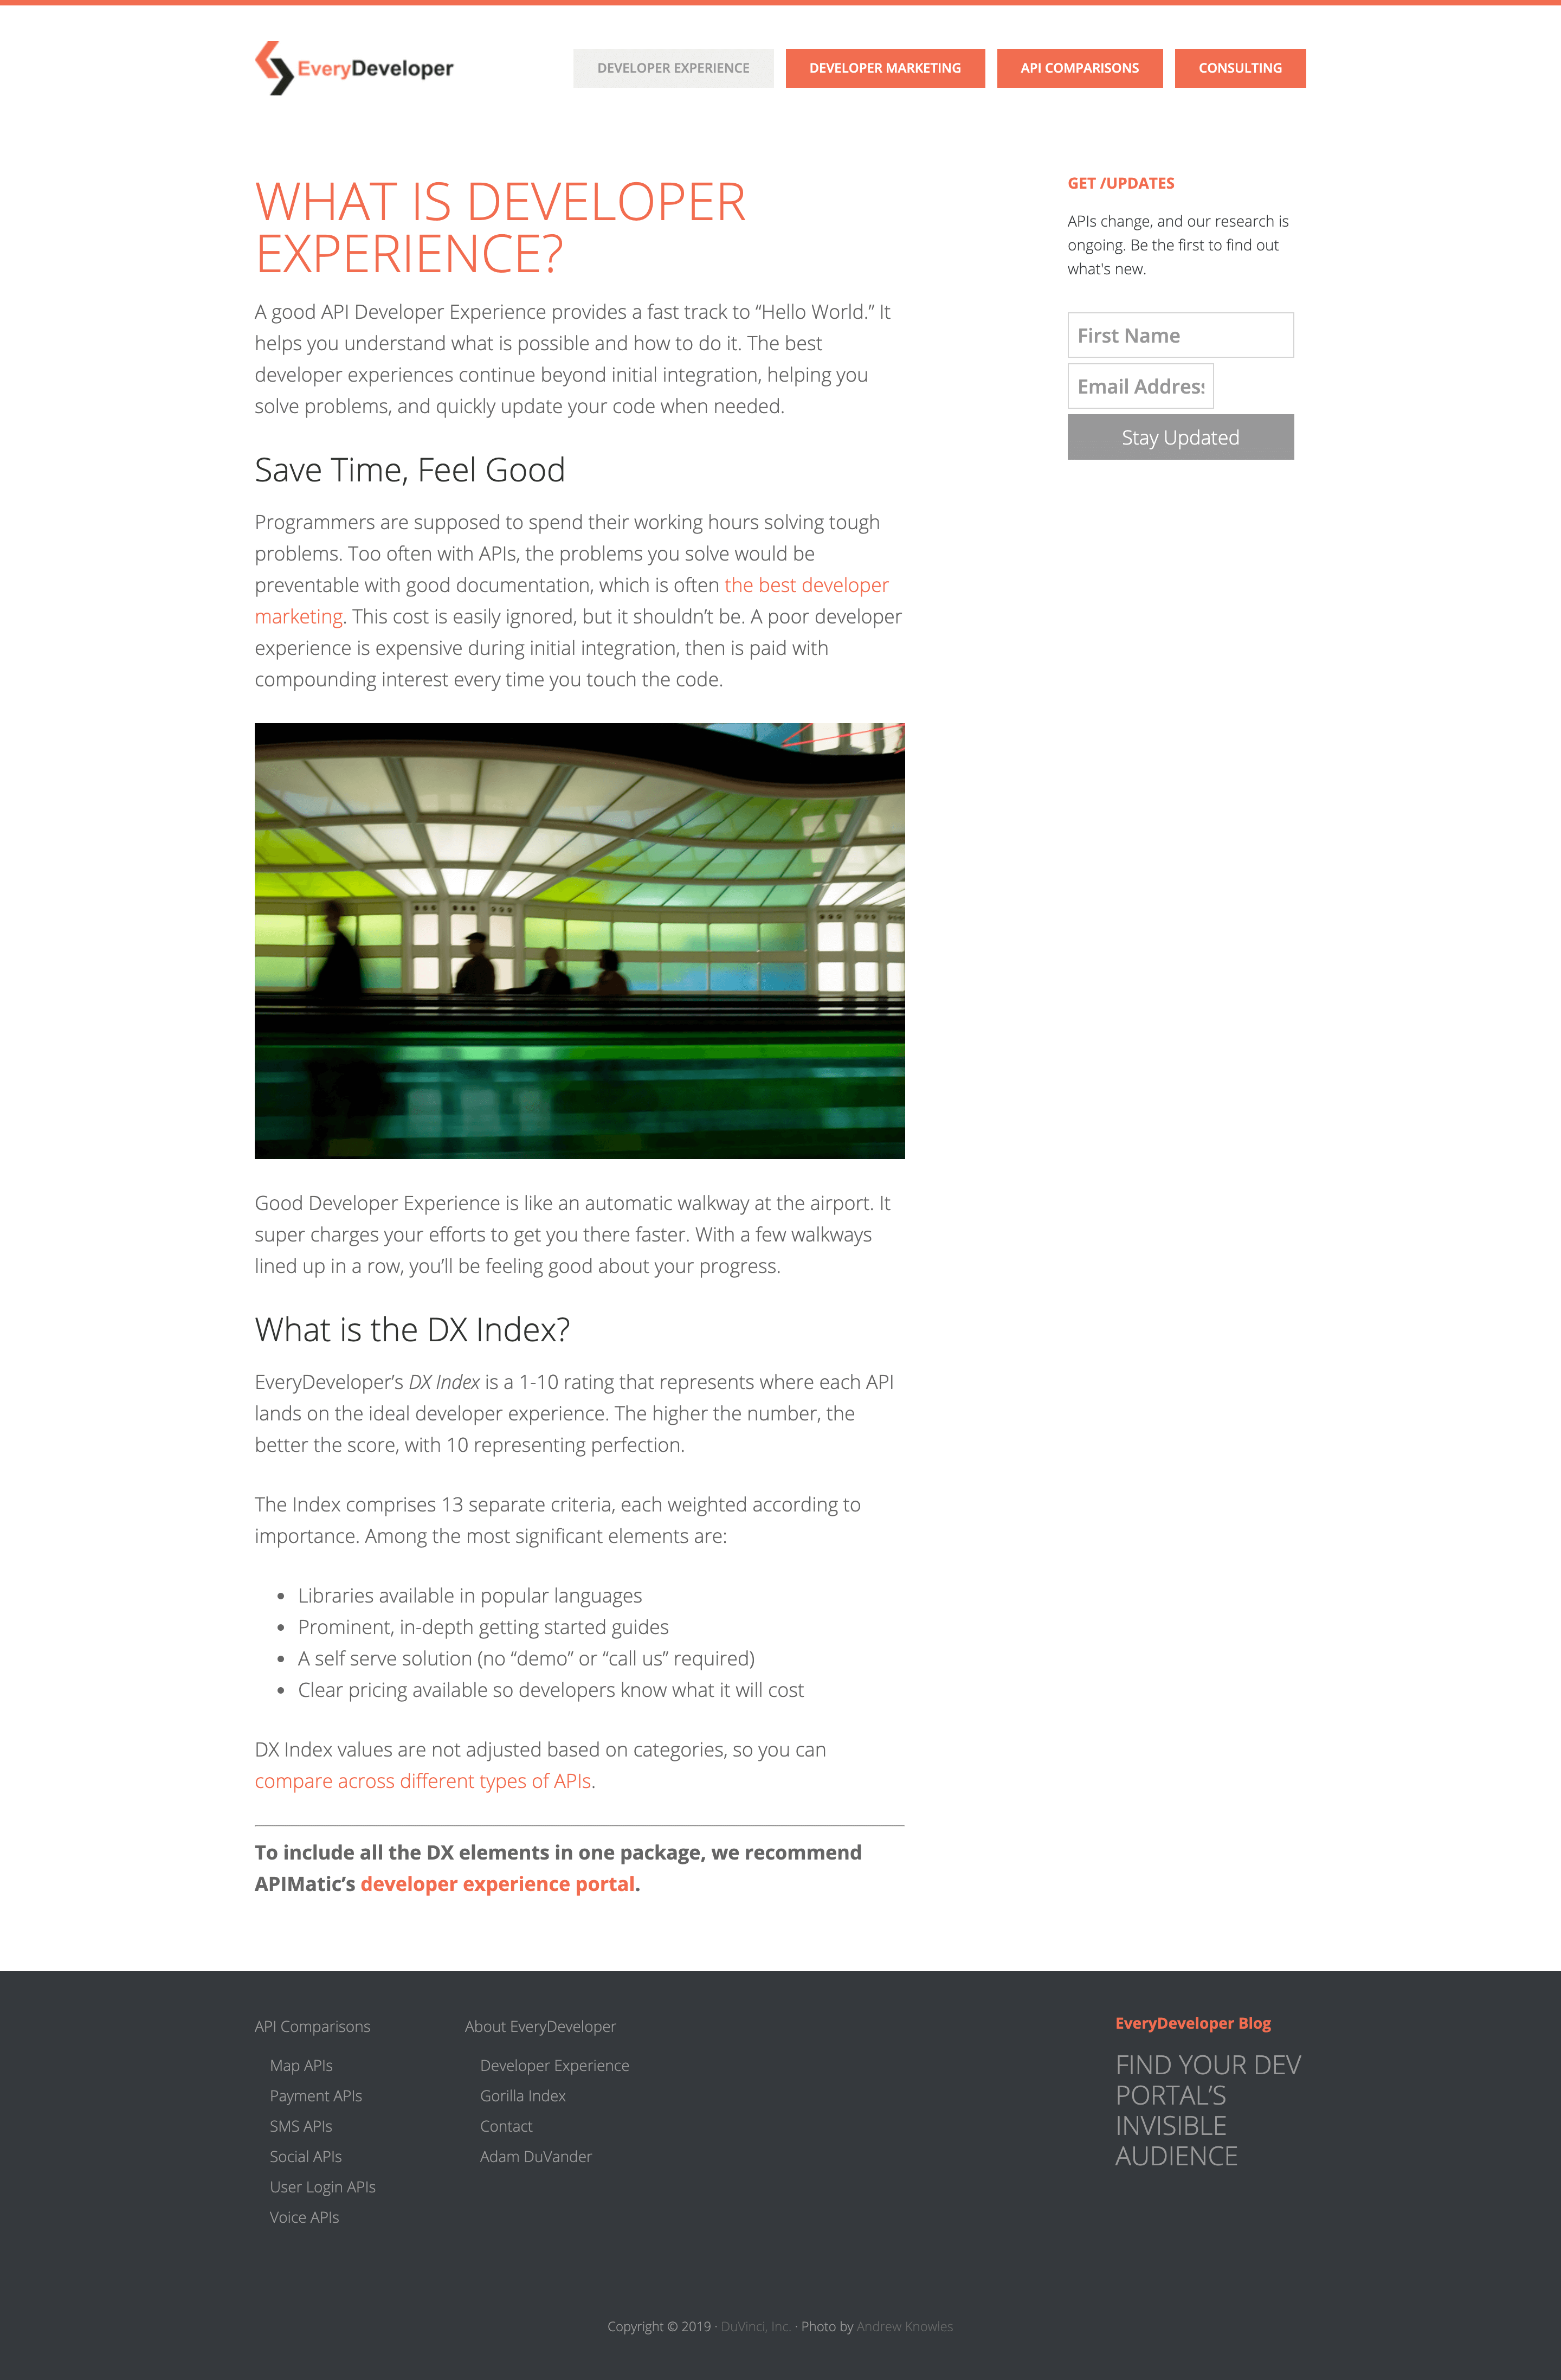 EveryDeveloper
DEVELOPER EXPERIENCE
DEVELOPER MARKETING
API COMPARISONS
CONSULTING
WHAT IS DEVELOPER
EXPERIENCE?
A good API Developer Experience provides a fast track to “Hello World.” It
helps you understand what is possible and how to do it. The best
developer experiences continue beyond initial integration, helping you
solve problems, and quickly update your code when needed.
Save Time, Feel Good
Programmers are supposed to spend their working hours solving tough
problems. Too often with APIs, the problems you solve would be
preventable with good documentation, which is often the best developer
marketing. This cost is easily ignored, but it shouldn’t be. A poor developer
experience is expensive during initial integration, then is paid with
compounding interest every time you touch the code.
Good Developer Experience is like an automatic walkway at the airport. It
super charges your efforts to get you there faster. With a few walkways
lined up in a row, you’ll be feeling good about your progress.
What is the DX Index?
EveryDeveloper’s DX Index is a 1-10 rating that represents where each API
lands on the ideal developer experience. The higher the number, the
better the score, with 10 representing perfection.
The Index comprises 13 separate criteria, each weighted according to
importance. Among the most significant elements are:
• Libraries available in popular languages
• Prominent, in-depth getting started guides
• A self serve solution (no “demo” or “call us” required)
• Clear pricing available so developers know what it will cost
DX Index values are not adjusted based on categories, so you can
compare across different types of APIs.
To include all the DX elements in one package, we recommend
APIMatic’s developer experience portal.
GET /UPDATES
APIs change, and our research is
ongoing. Be the first to find out
what's new.
First Name
Email Address
Stay Updated
API Comparisons
Map APIs
Payment APIs
SMS APIs
Social APIs
User Login APIs
Voice APIs
About EveryDeveloper
Developer Experience
Gorilla Index
Contact
Adam DuVander
EveryDeveloper Blog
FIND YOUR DEV
PORTAL’S
INVISIBLE
AUDIENCE
Copyright © 2019 · DuVinci, Inc. · Photo by Andrew Knowles